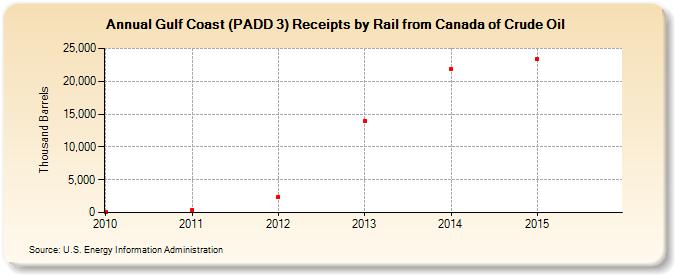 Annual Gulf Coast (PADD 3) Receipts by Rail from Canada of Crude Oil
Thousand Barrels
25,000
20,000
15,000
10,000
5,000
0
2010 2011 2012 2013 2014 2015
Source: U.S. Energy Information Administration